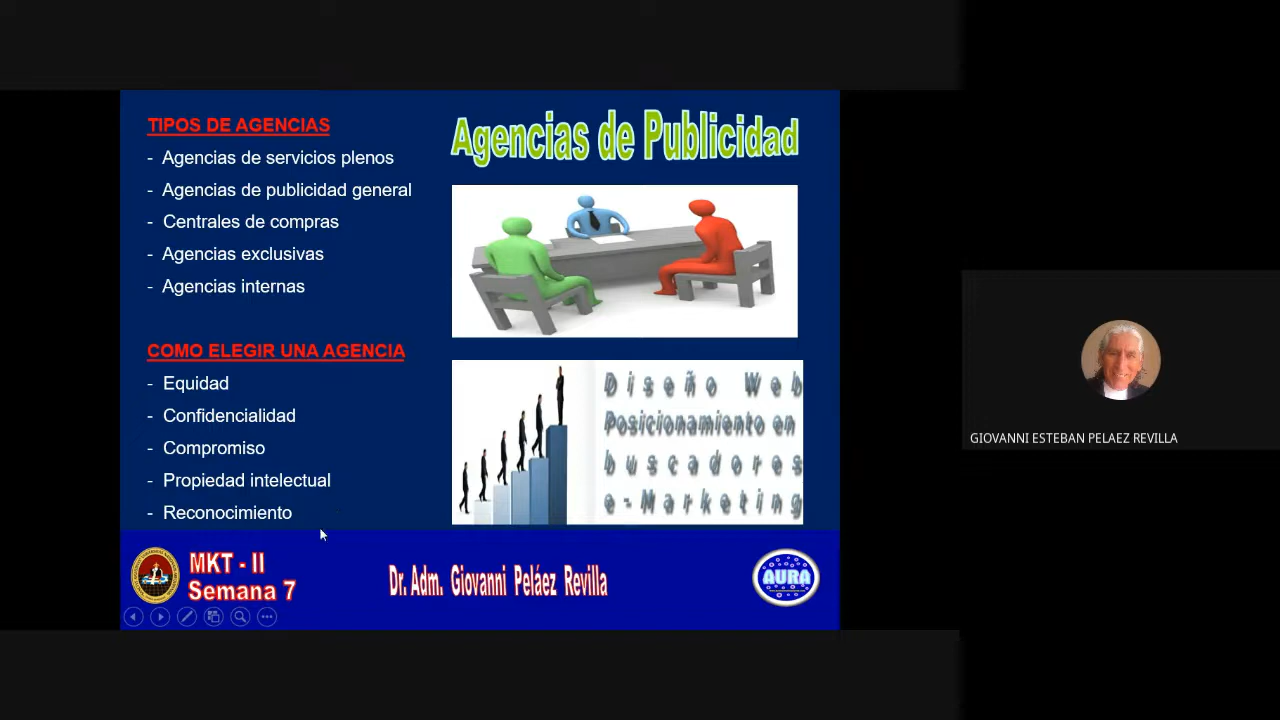 TIPOS DE AGENCIAS
- Agencias de servicios plenos
- Agencias de publicidad general
- Centrales de compras
- Agencias exclusivas
- Agencias internas
COMO ELEGIR UNA AGENCIA
- Equidad
- Confidencialidad
- Compromiso
- Propiedad intelectual
- Reconocimiento
Agencias de Publicidad
Diseño Web
Posicionamiento en
buscadores
e-Marketing
MKT - II
Semana 7
Dr. Adm. Giovanni Peláez Revilla
AURA
GIOVANNI ESTEBAN PELAEZ REVILLA